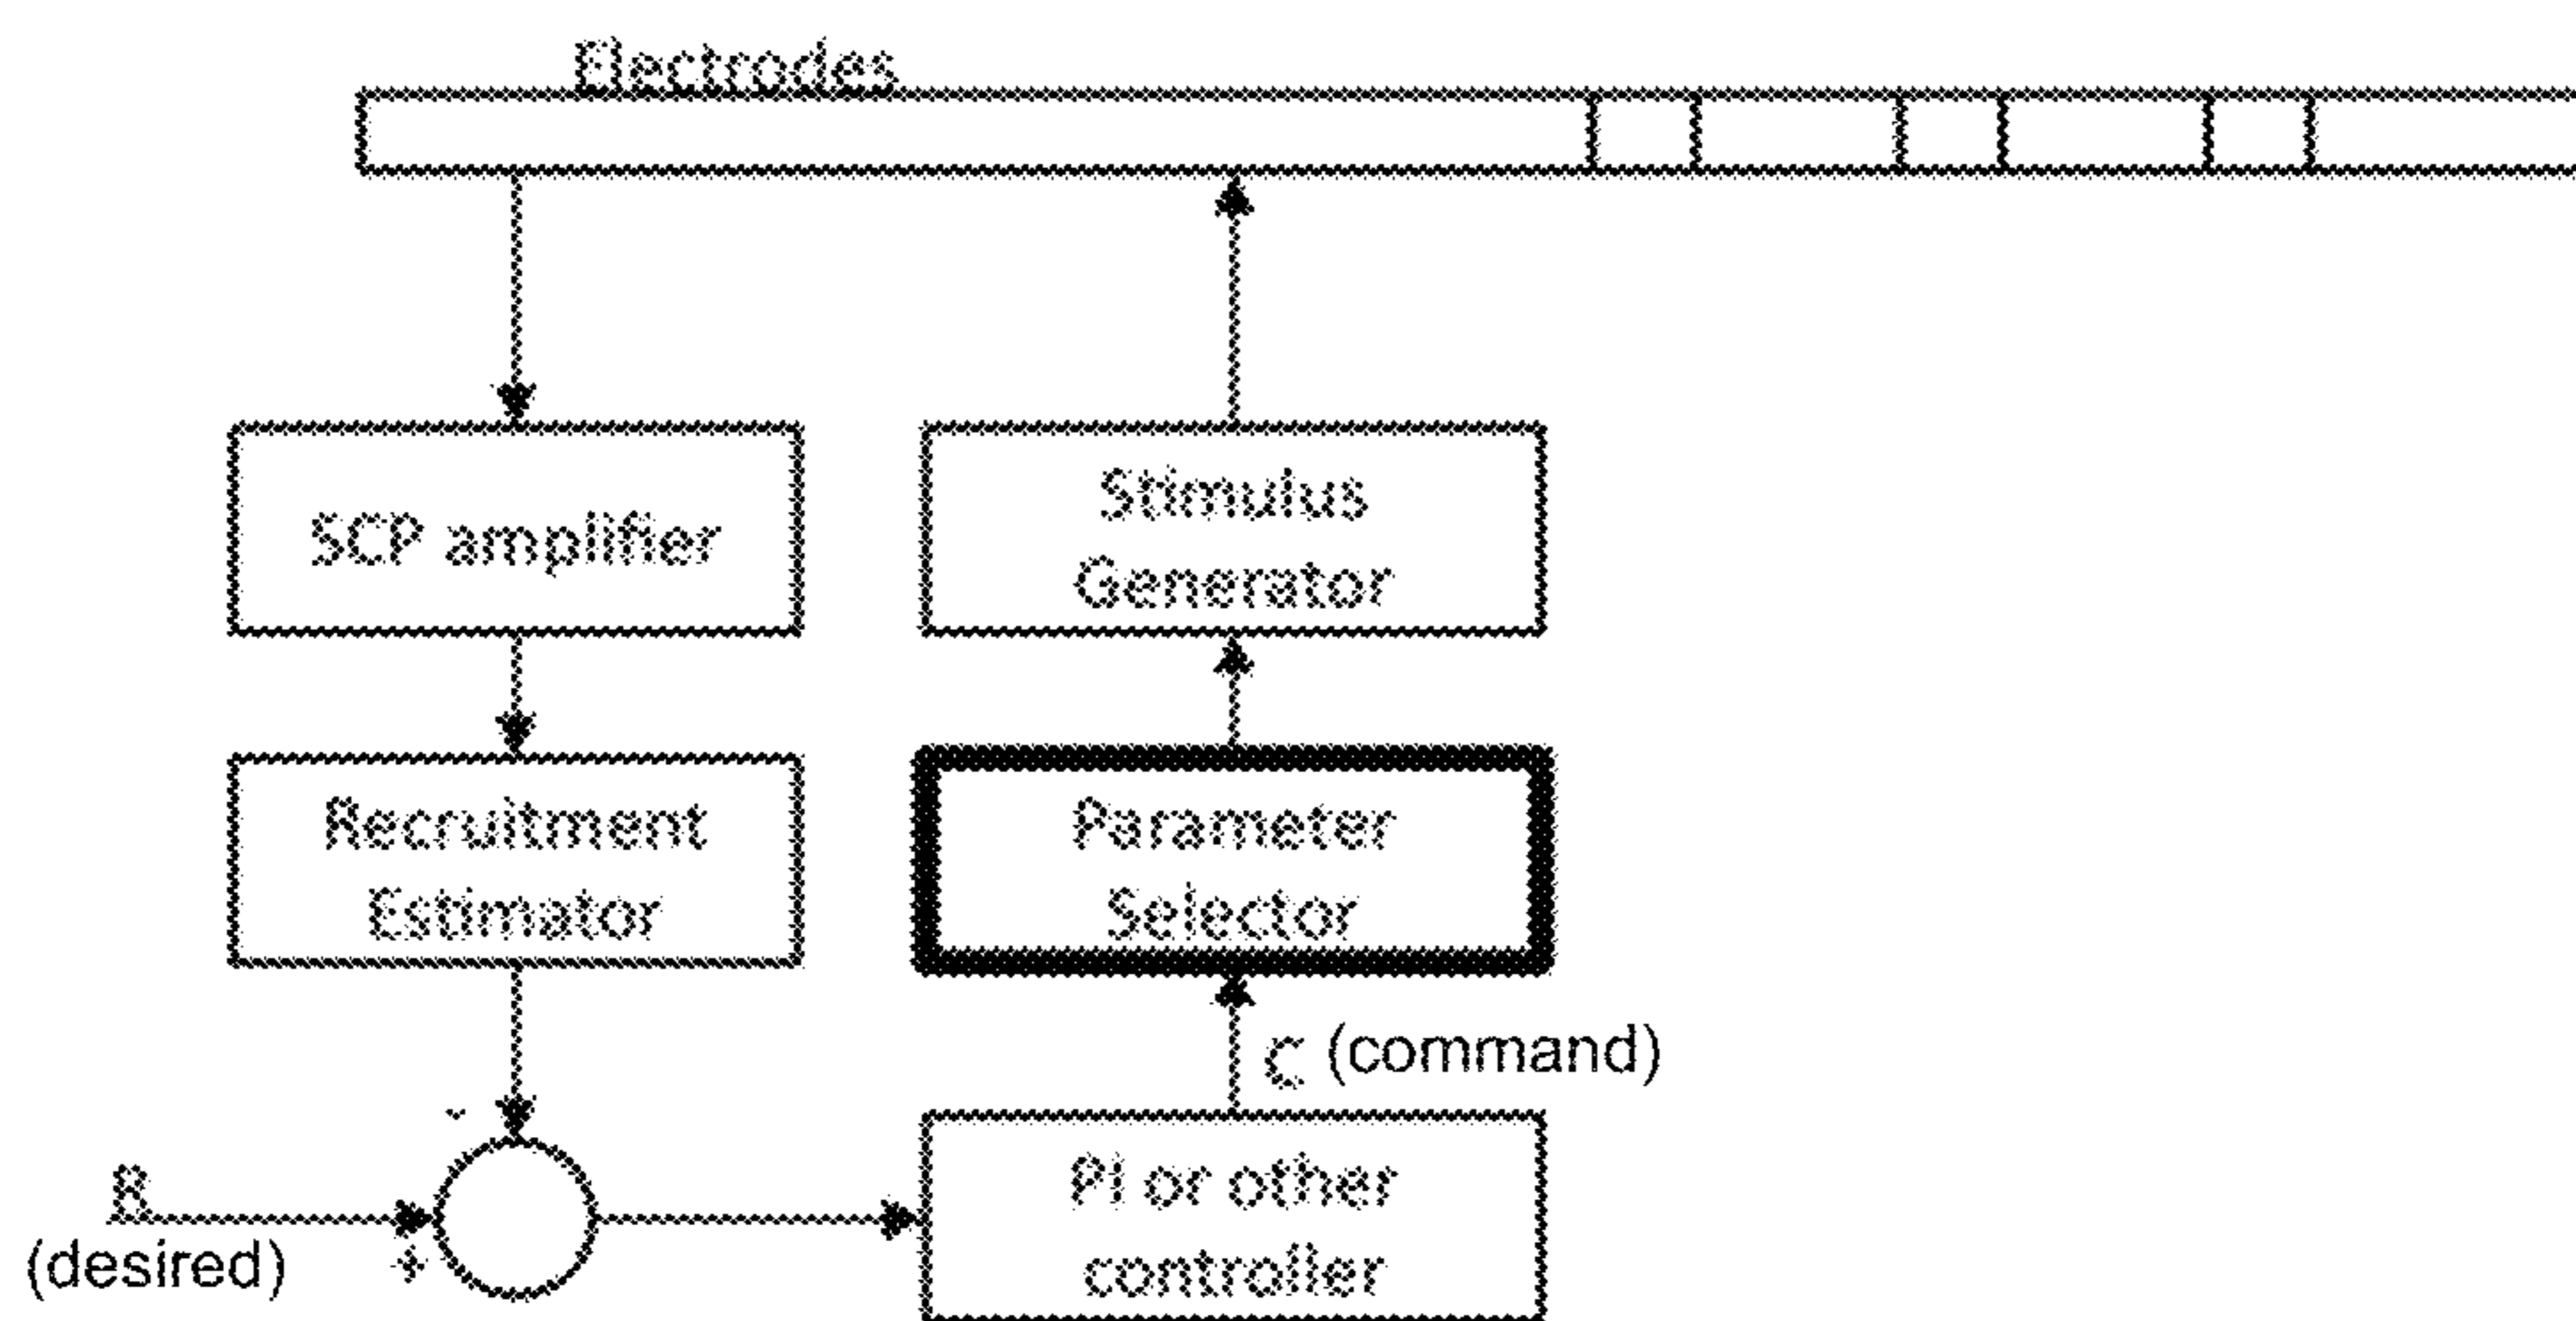 Electrodes
SCP amplifier
Stimulus
Generator
Recruitment
Estimator
Parameter
Selector
C (command)
-
R
(desired)
+
PI or other
controller